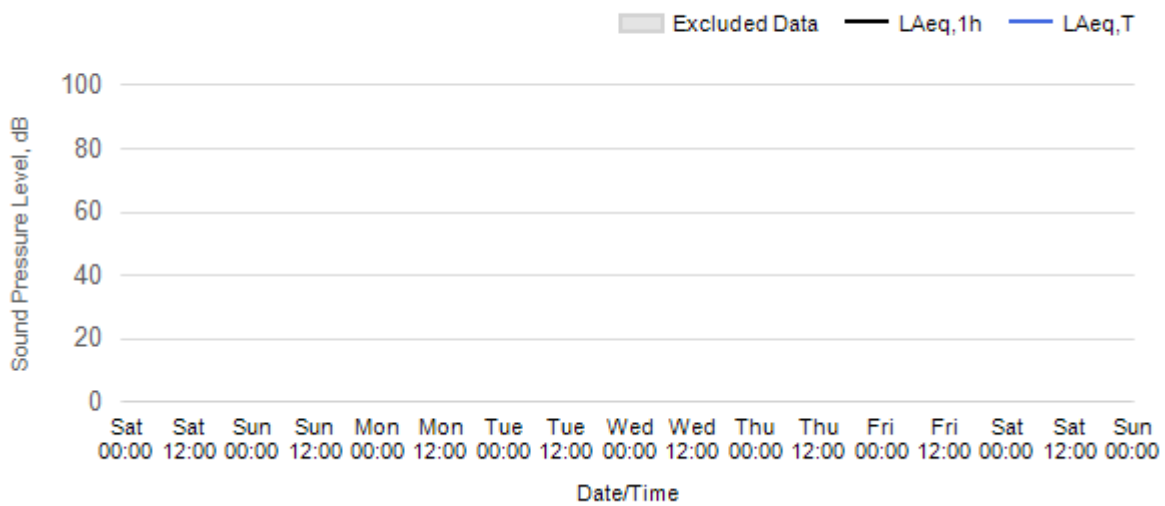 Excluded Data LAeq,1h LAeq,T
Sound Pressure Level, dB
100
80
60
40
20
0
Sat Sat Sun Sun Mon Mon Tue Tue Wed Wed Thu Thu Fri Fri Sat Sat Sun
00:00 12:00 00:00 12:00 00:00 12:00 00:00 12:00 00:00 12:00 00:00 12:00 00:00 12:00 00:00 12:00 00:00
Date/Time